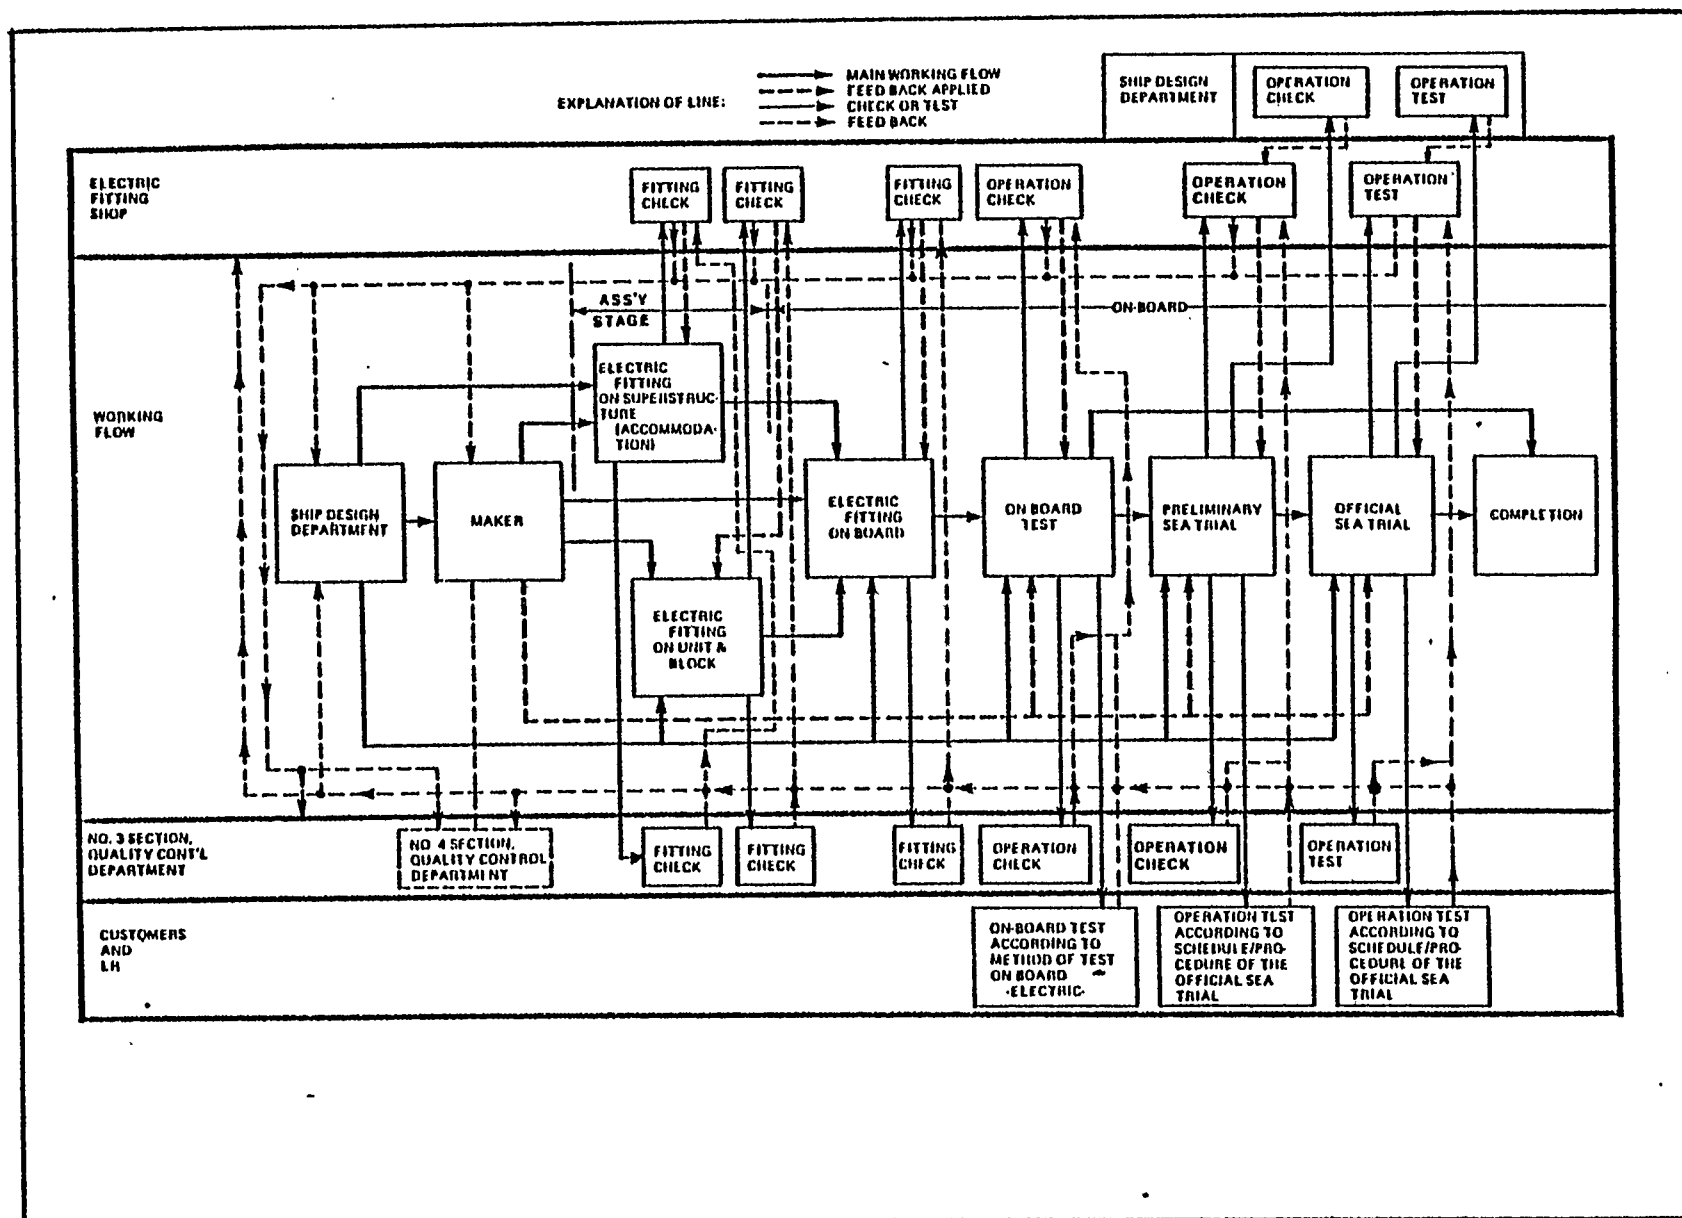 EXPLANATION OF LINE:
MAIN WORKING FLOW
FEED BACK APPLIED
CHECK OR TEST
FEED BACK
SHIP DESIGN
DEPARTMENT
OPERATION
CHECK
OPERATION
TEST
ELECTRIC
FITTING
SHOP
FITTING
CHECK
FITTING
CHECK
FITTING
CHECK
OPERATION
CHECK
OPERATION
CHECK
OPERATION
TEST
ASS'Y
STAGE
ON-BOARD
WORKING
FLOW
ELECTRIC
FITTING
ON SUPERSTRUC-
TURE
(ACCOMMODA-
TION)
SHIP DESIGN
DEPARTMENT
MAKER
ELECTRIC
FITTING
ON UNIT &
BLOCK
ELECTRIC
FITTING
ON BOARD
ON BOARD
TEST
PRELIMINARY
SEA TRIAL
OFFICIAL
SEA TRIAL
COMPLETION
NO. 3 SECTION,
QUALITY CONT'L
DEPARTMENT
NO. 4 SECTION,
QUALITY CONTROL
DEPARTMENT
FITTING
CHECK
FITTING
CHECK
FITTING
CHECK
OPERATION
CHECK
OPERATION
CHECK
OPERATION
TEST
CUSTOMERS
AND
LR
ON-BOARD TEST
ACCORDING TO
METHOD OF TEST
ON BOARD
-ELECTRIC-
OPERATION TEST
ACCORDING TO
SCHEDULE/PRO-
CEDURE OF THE
OFFICIAL SEA
TRIAL
OPERATION TEST
ACCORDING TO
SCHEDULE/PRO-
CEDURE OF THE
OFFICIAL SEA
TRIAL